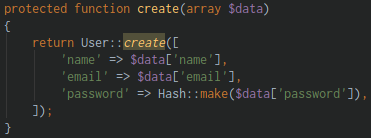 protected function create(array $data)
{
    return User::create([
        'name' => $data['name'],
        'email' => $data['email'],
        'password' => Hash::make($data['password']),
    ]);
}